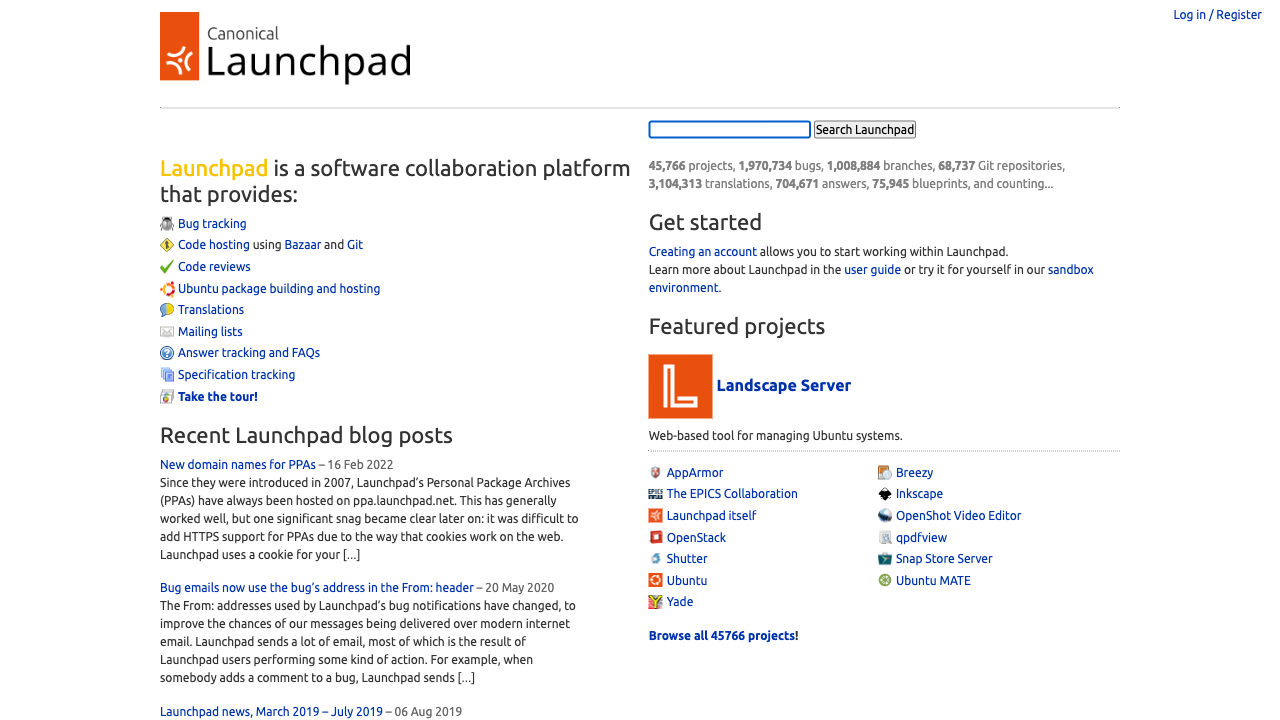 Log in / Register
Canonical
Launchpad
Search Launchpad
Launchpad is a software collaboration platform
that provides:
Bug tracking
Code hosting using Bazaar and Git
Code reviews
Ubuntu package building and hosting
Translations
Mailing lists
Answer tracking and FAQs
Specification tracking
Take the tour!
Recent Launchpad blog posts
New domain names for PPAs – 16 Feb 2022
Since they were introduced in 2007, Launchpad’s Personal Package Archives
(PPAs) have always been hosted on ppa.launchpad.net. This has generally
worked well, but one significant snag became clear later on: it was difficult to
add HTTPS support for PPAs due to the way that cookies work on the web.
Launchpad uses a cookie for your [...]
Bug emails now use the bug’s address in the From: header – 20 May 2020
The From: addresses used by Launchpad’s bug notifications have changed, to
improve the chances of our messages being delivered over modern internet
email. Launchpad sends a lot of email, most of which is the result of
Launchpad users performing some kind of action. For example, when
somebody adds a comment to a bug, Launchpad sends [...]
Launchpad news, March 2019 – July 2019 – 06 Aug 2019
45,766 projects, 1,970,734 bugs, 1,008,884 branches, 68,737 Git repositories,
3,104,313 translations, 704,671 answers, 75,945 blueprints, and counting...
Get started
Creating an account allows you to start working within Launchpad.
Learn more about Launchpad in the user guide or try it for yourself in our sandbox
environment.
Featured projects
Landscape Server
Web-based tool for managing Ubuntu systems.
AppArmor
The EPICS Collaboration
Launchpad itself
OpenStack
Shutter
Ubuntu
Yade
Breezy
Inkscape
OpenShot Video Editor
qpdfview
Snap Store Server
Ubuntu MATE
Browse all 45766 projects!